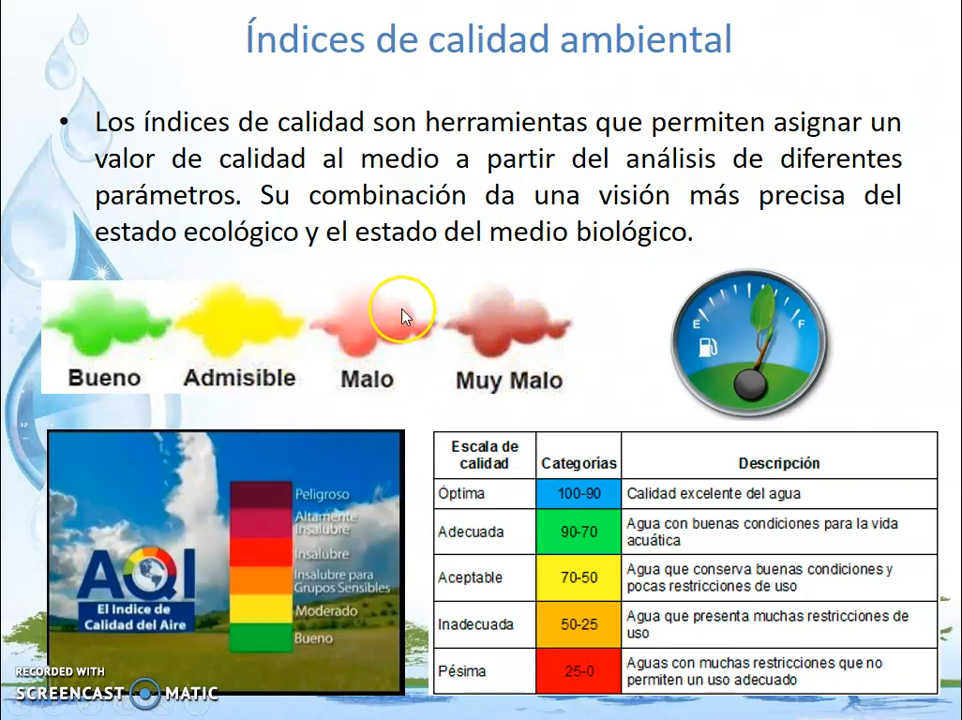 Índices de calidad ambiental
• Los índices de calidad son herramientas que permiten asignar un
valor de calidad al medio a partir del análisis de diferentes
parámetros. Su combinación da una visión más precisa del
estado ecológico y el estado del medio biológico.
Bueno
Admisible
Malo
Muy Malo
E
F
AQI
El Indice de
Calidad del Aire
Peligroso
Altamente
Insalubre
Insalubre
Insalubre para
Grupos Sensibles
Moderado
Bueno
Escala de
calidad
Categorías
Descripción
Óptima
100-90
Calidad excelente del agua
Adecuada
90-70
Agua con buenas condiciones para la vida
acuática
Aceptable
70-50
Agua que conserva buenas condiciones y
pocas restricciones de uso
Inadecuada
50-25
Agua que presenta muchas restricciones de
uso
Pésima
25-0
Aguas con muchas restricciones que no
permiten un uso adecuado
RECORDED WITH
SCREENCAST MATIC